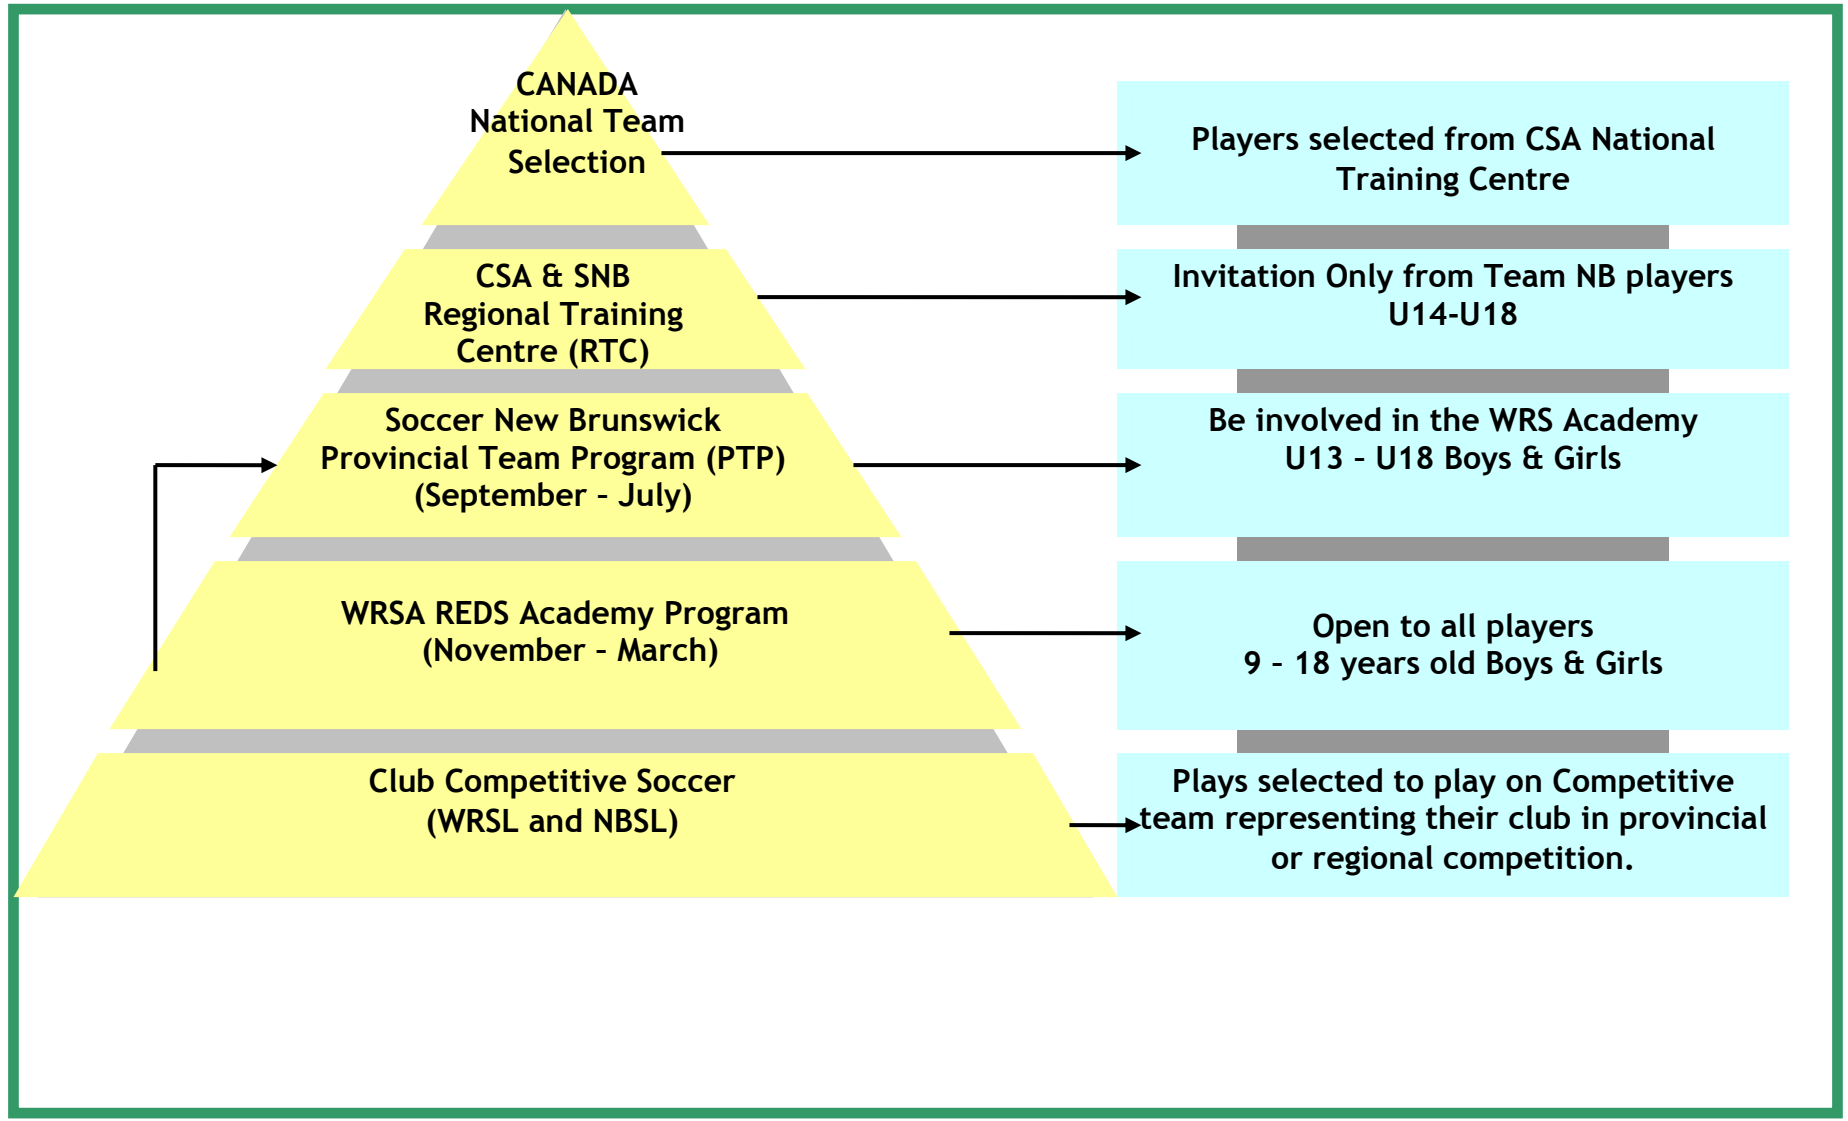 CANADA
National Team
Selection
Players selected from CSA National
Training Centre
CSA & SNB
Regional Training
Centre (RTC)
Invitation Only from Team NB players
U14-U18
Soccer New Brunswick
Provincial Team Program (PTP)
(September – July)
Be involved in the WRS Academy
U13 – U18 Boys & Girls
WRSA REDS Academy Program
(November – March)
Open to all players
9 – 18 years old Boys & Girls
Club Competitive Soccer
(WRSL and NBSL)
Plays selected to play on Competitive
team representing their club in provincial
or regional competition.